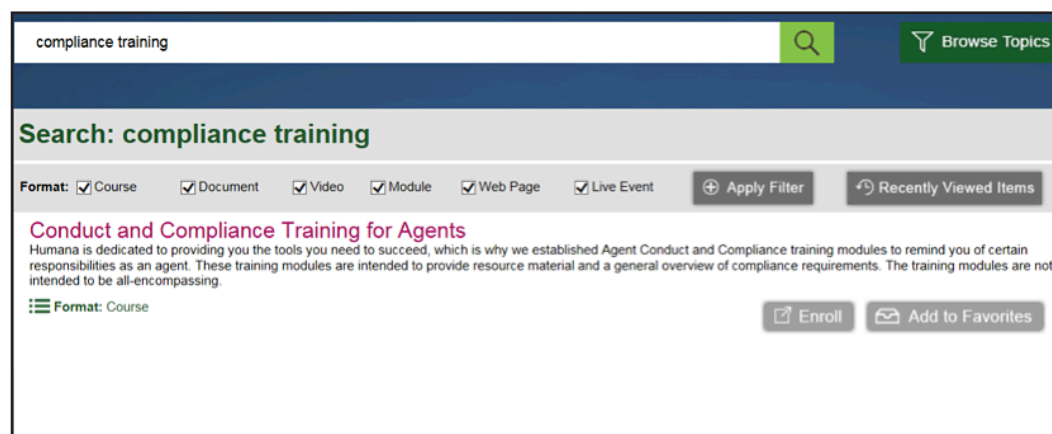 compliance training
Browse Topics
Search: compliance training
Format: Course Document Video Module Web Page Live Event Apply Filter Recently Viewed Items
Conduct and Compliance Training for Agents
Humana is dedicated to providing you the tools you need to succeed, which is why we established Agent Conduct and Compliance training modules to remind you of certain
responsibilities as an agent. These training modules are intended to provide resource material and a general overview of compliance requirements. The training modules are not
intended to be all-encompassing.
Format: Course
Enroll Add to Favorites